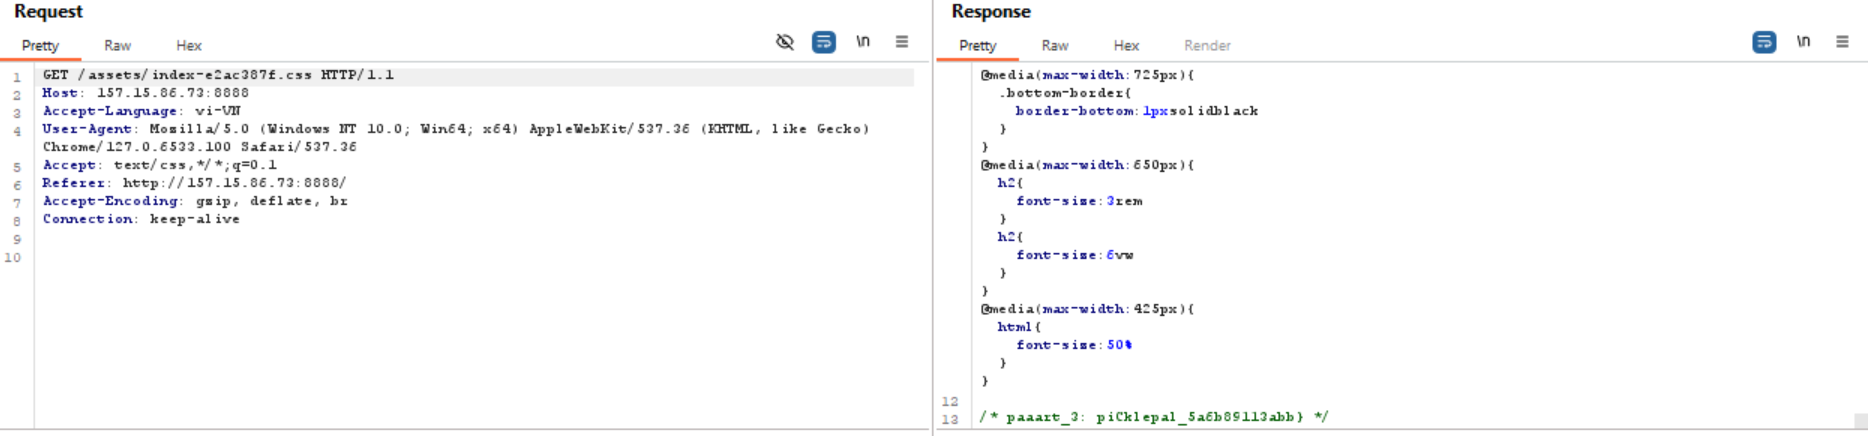 Request
Pretty Raw Hex \n
1 GET /assets/index-e2ac387f.css HTTP/1.1
2 Host: 157.15.86.73:8888
3 Accept-Language: vi-VN
4 User-Agent: Mozilla/5.0 (Windows NT 10.0; Win64; x64) AppleWebKit/537.36 (KHTML, like Gecko)
Chrome/127.0.6533.100 Safari/537.36
5 Accept: text/css,*/*;q=0.1
6 Referer: http://157.15.86.73:8888/
7 Accept-Encoding: gzip, deflate, br
8 Connection: keep-alive
9
10
Response
Pretty Raw Hex Render \n
@media(max-width:725px){
.bottom-border{
border-bottom:1pxsolidblack
}
}
@media(max-width:650px){
h2{
font-size:3rem
}
h2{
font-size:6vw
}
}
@media(max-width:425px){
html{
font-size:50%
}
}
12
13 /* paaart_3: piCklepal_5a6b89113abb} */